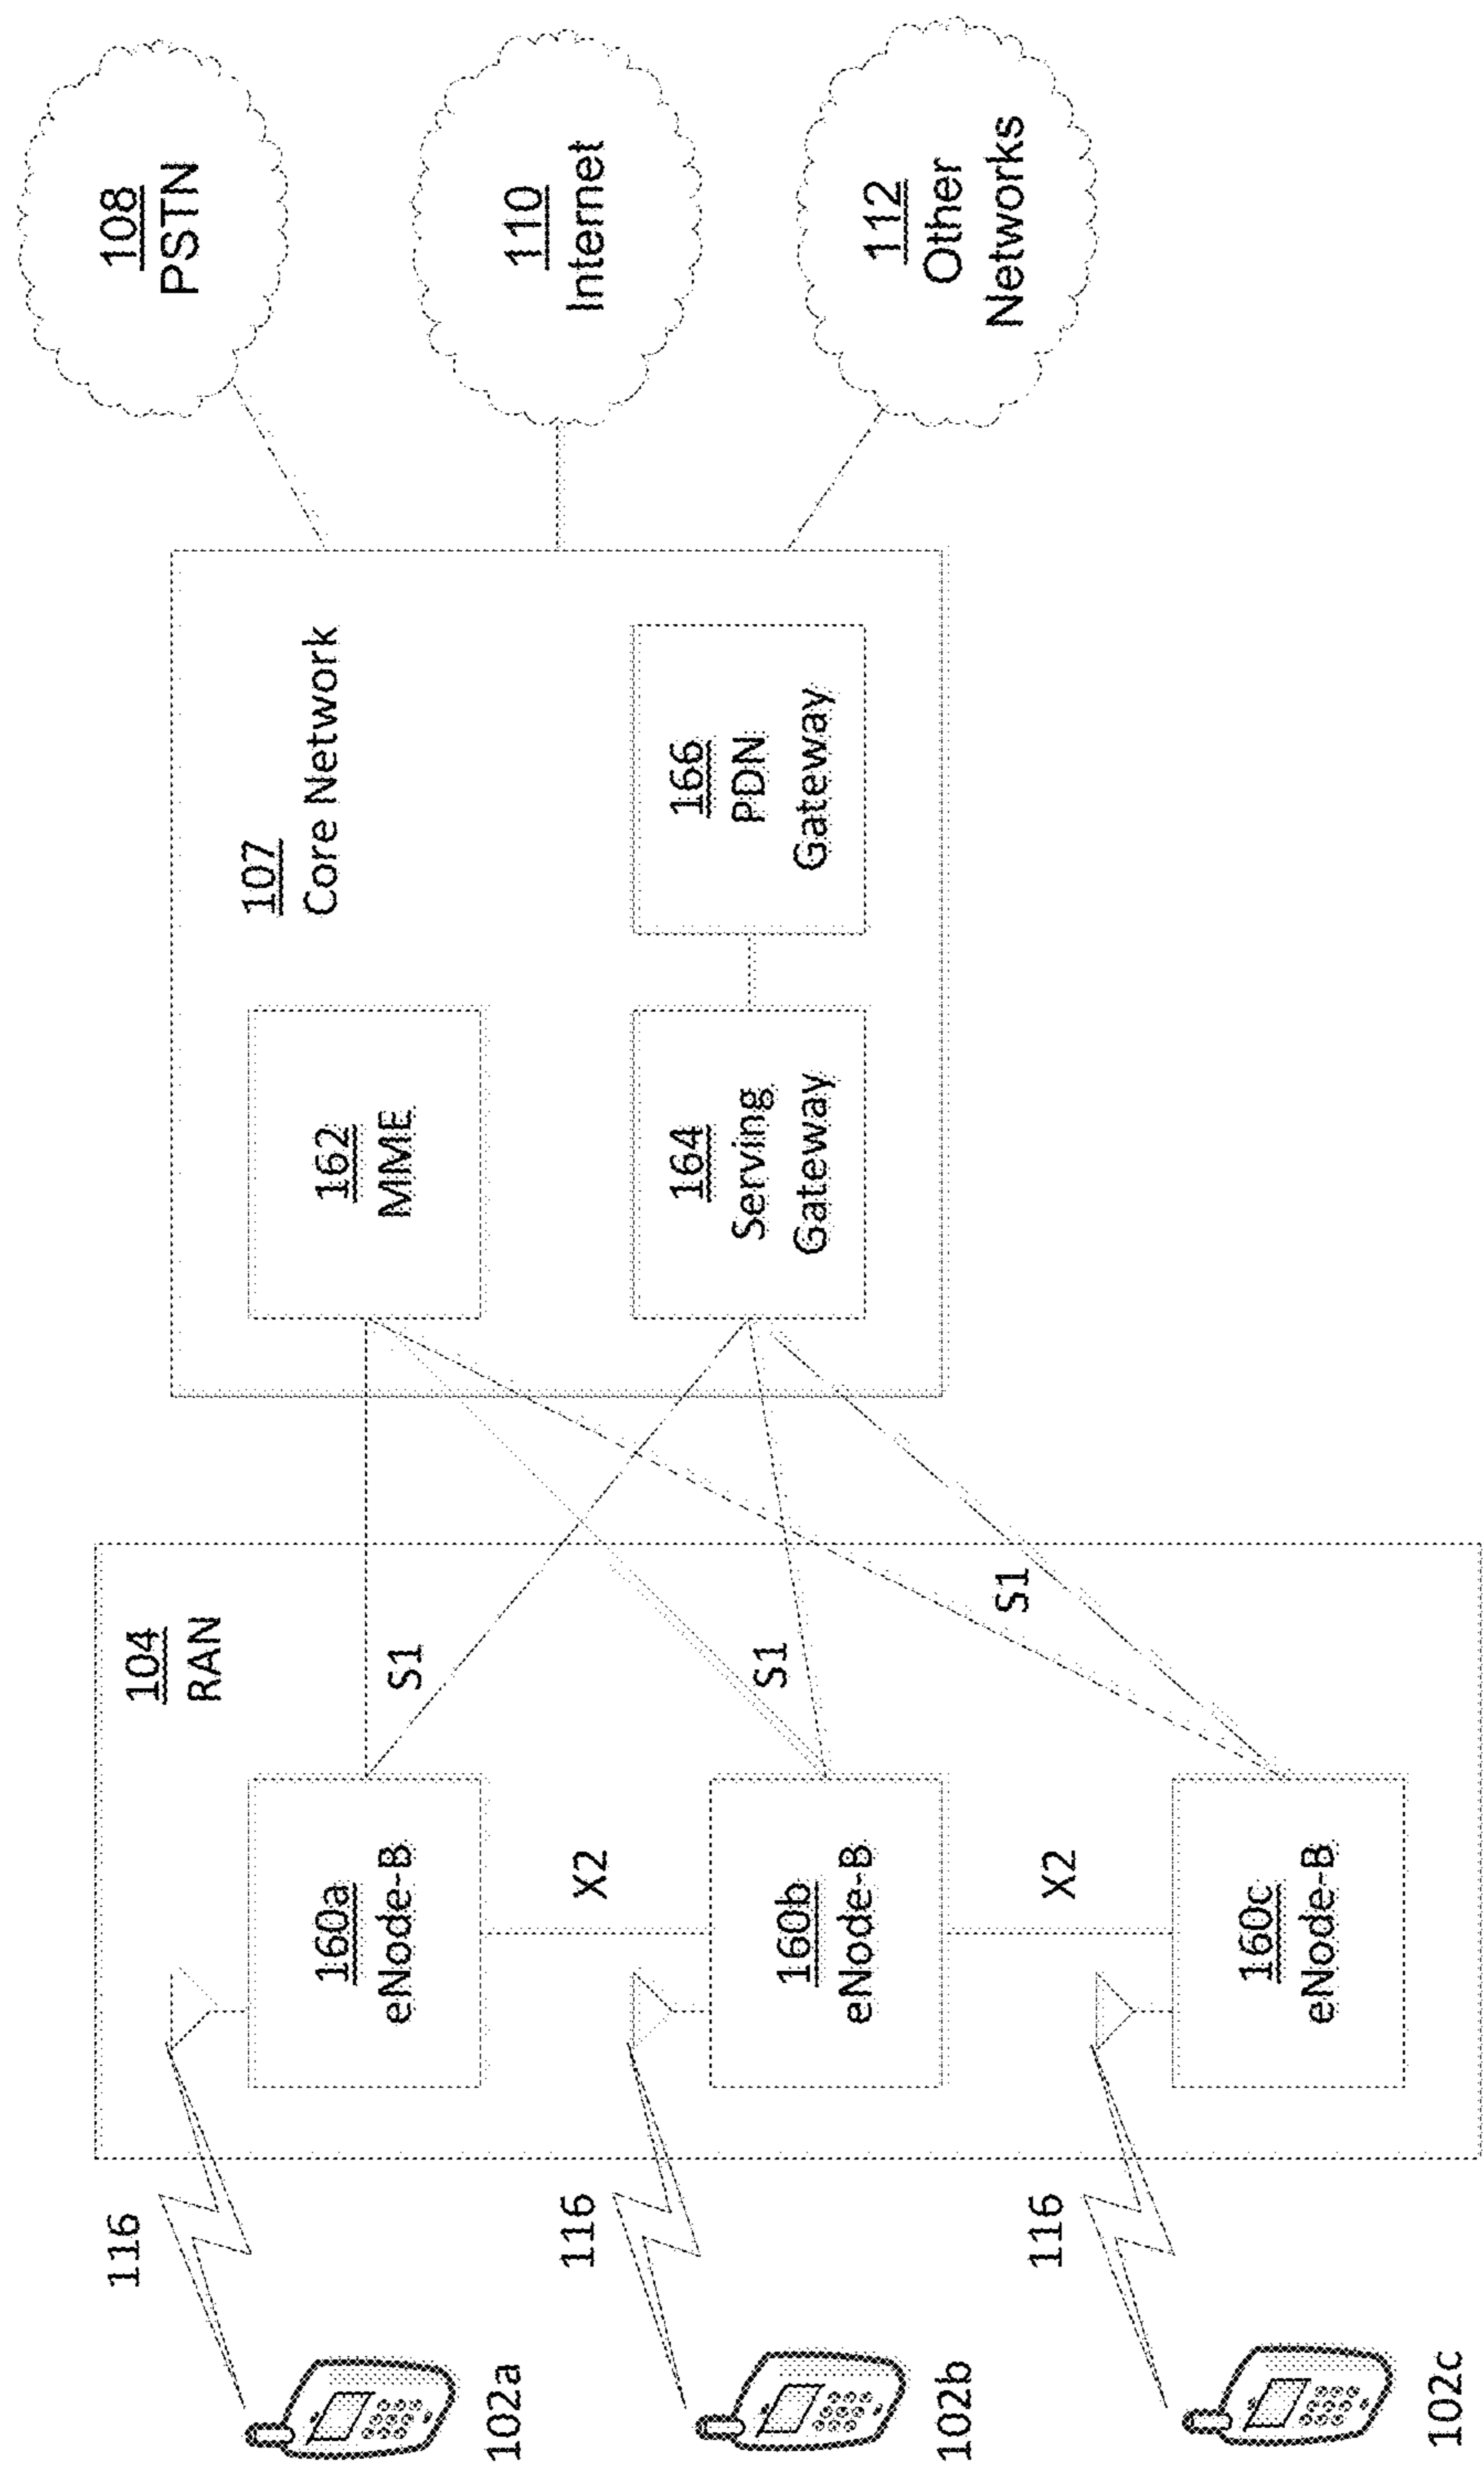 102a
116
104
RAN
160a
eNode-B
S1
X2
102b
116
160b
eNode-B
S1
X2
102c
116
160c
eNode-B
S1
107
Core Network
162
MME
164
Serving
Gateway
166
PDN
Gateway
108
PSTN
110
Internet
112
Other
Networks